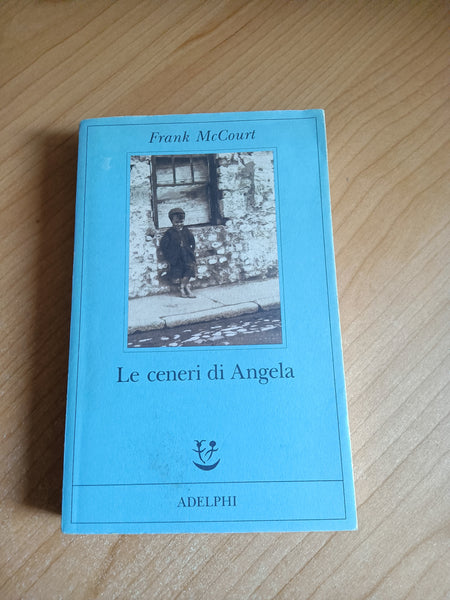 Frank McCourt
Le ceneri di Angela
ADELPHI